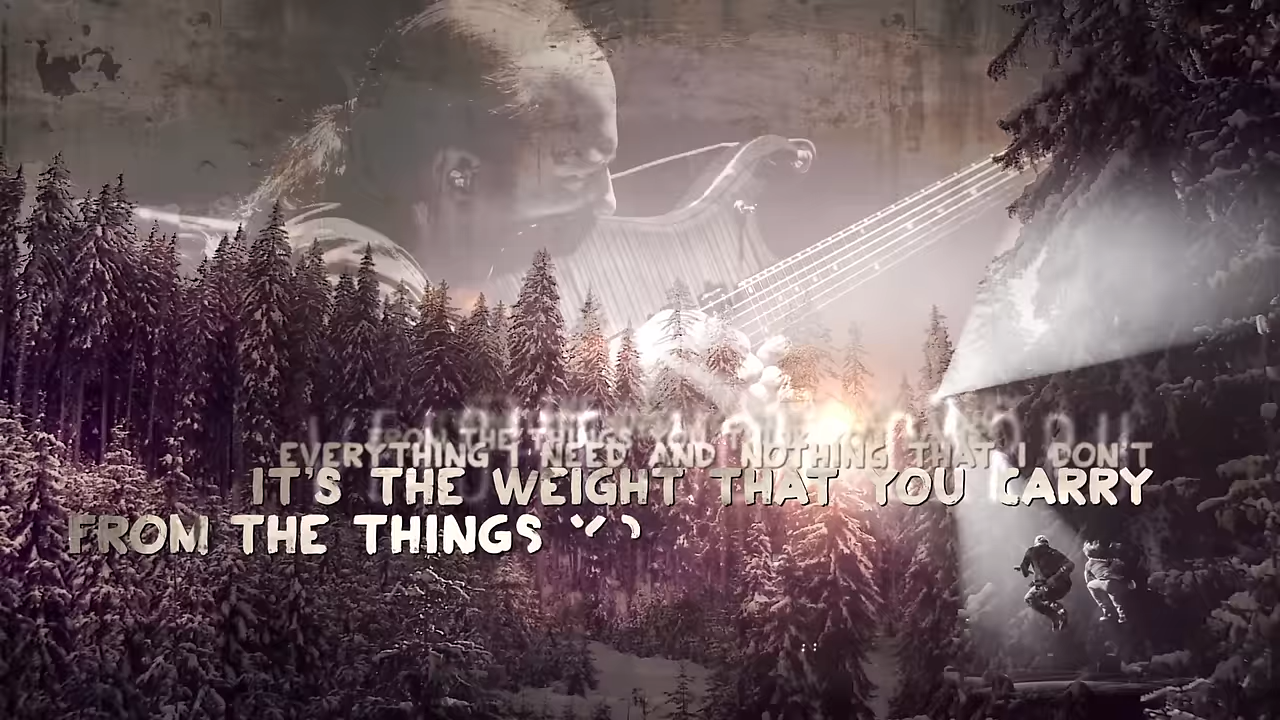 EVERYTHING I NEED AND NOTHING THAT I DON'T
IT'S THE WEIGHT THAT YOU CARRY
FROM THE THINGS